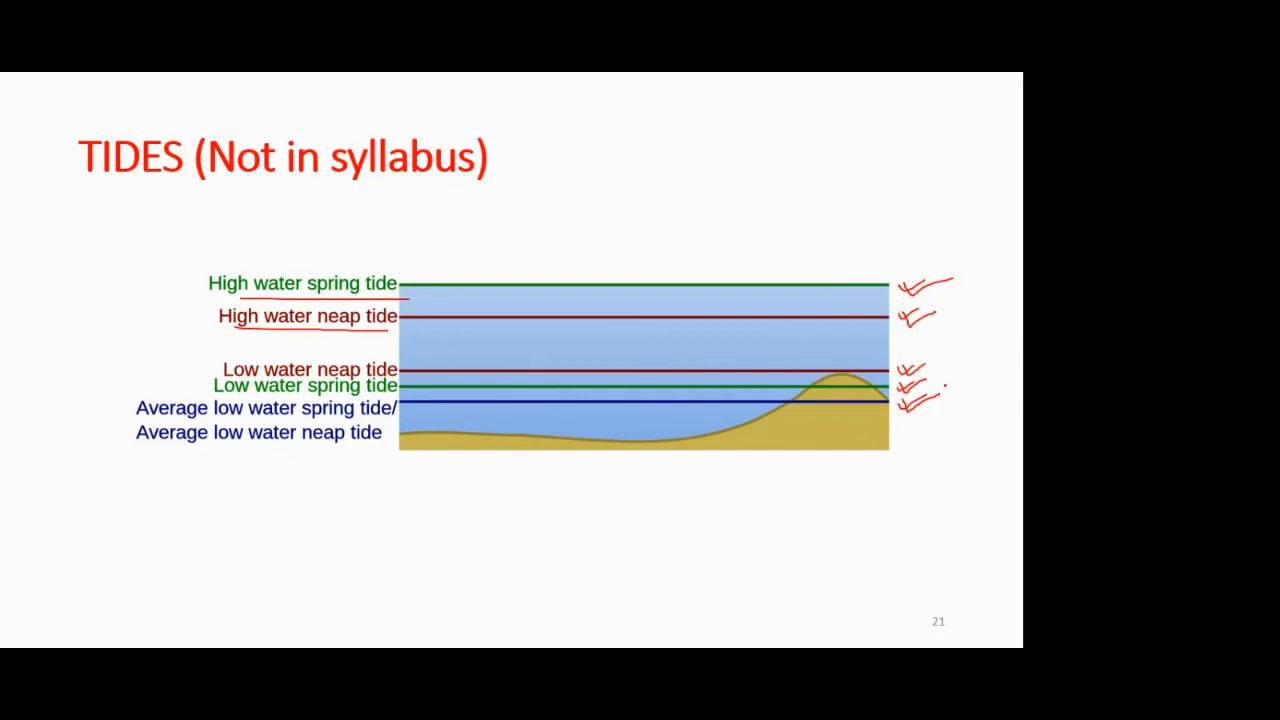 TIDES (Not in syllabus)
High water spring tide
High water neap tide
Low water neap tide
Low water spring tide
Average low water spring tide/
Average low water neap tide
21